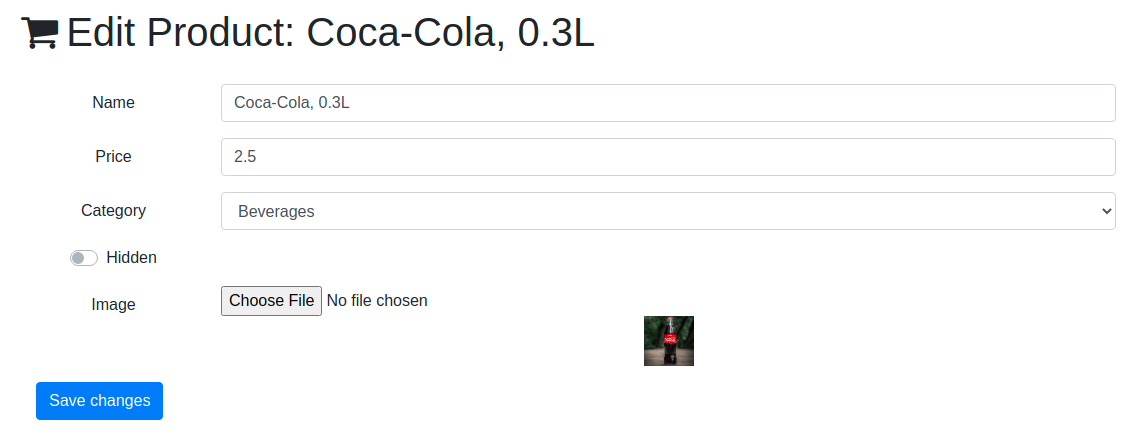 Edit Product: Coca-Cola, 0.3L
Name
Coca-Cola, 0.3L
Price
2.5
Category
Beverages
Hidden
Image
Choose File No file chosen
Save changes